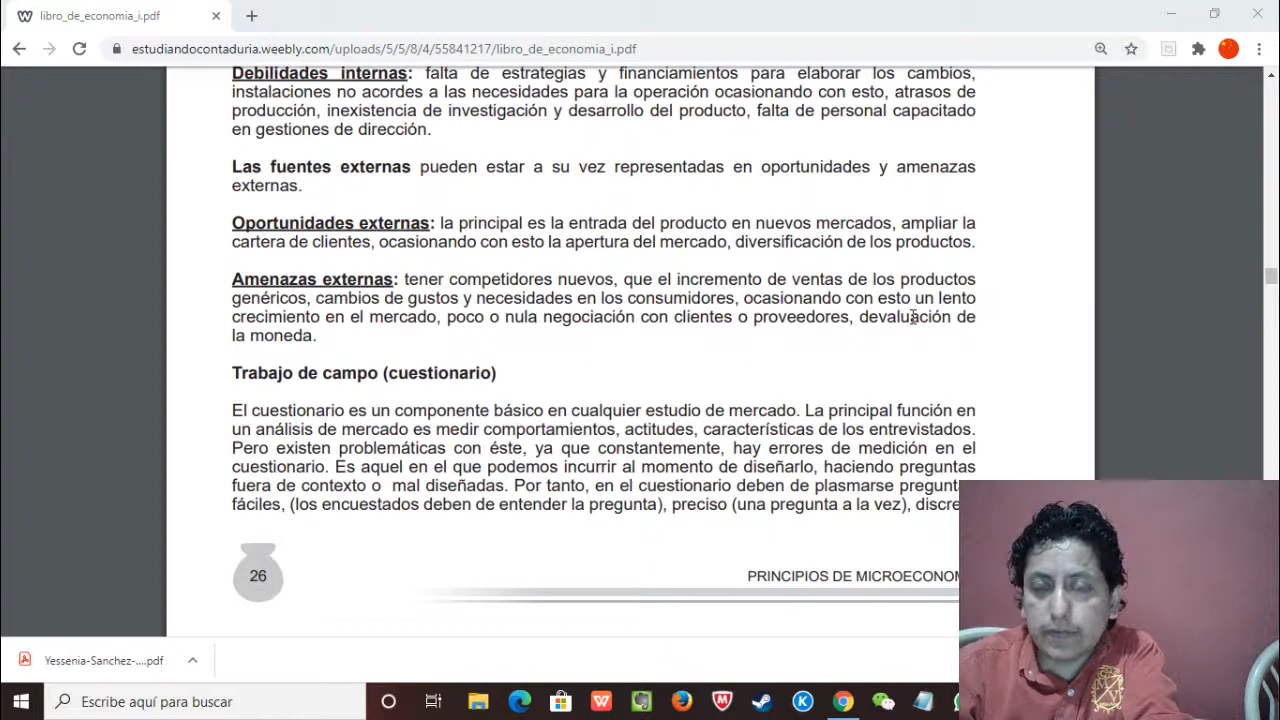 libro_de_economia_i.pdf
estudiandocontaduria.weebly.com/uploads/5/5/8/4/55841217/libro_de_economia_i.pdf
Debilidades internas: falta de estrategias y financiamientos para elaborar los cambios,
instalaciones no acordes a las necesidades para la operación ocasionando con esto, atrasos de
producción, inexistencia de investigación y desarrollo del producto, falta de personal capacitado
en gestiones de dirección.
Las fuentes externas pueden estar a su vez representadas en oportunidades y amenazas
externas.
Oportunidades externas: la principal es la entrada del producto en nuevos mercados, ampliar la
cartera de clientes, ocasionando con esto la apertura del mercado, diversificación de los productos.
Amenazas externas: tener competidores nuevos, que el incremento de ventas de los productos
genéricos, cambios de gustos y necesidades en los consumidores, ocasionando con esto un lento
crecimiento en el mercado, poco o nula negociación con clientes o proveedores, devaluación de
la moneda.
Trabajo de campo (cuestionario)
El cuestionario es un componente básico en cualquier estudio de mercado. La principal función en
un análisis de mercado es medir comportamientos, actitudes, características de los entrevistados.
Pero existen problemáticas con éste, ya que constantemente, hay errores de medición en el
cuestionario. Es aquel en el que podemos incurrir al momento de diseñarlo, haciendo preguntas
fuera de contexto o mal diseñadas. Por tanto, en el cuestionario deben de plasmarse pregunt
fáciles, (los encuestados deben de entender la pregunta), preciso (una pregunta a la vez), discre
26
PRINCIPIOS DE MICROECONOM
Yessenia-Sanchez-....pdf
Escribe aquí para buscar